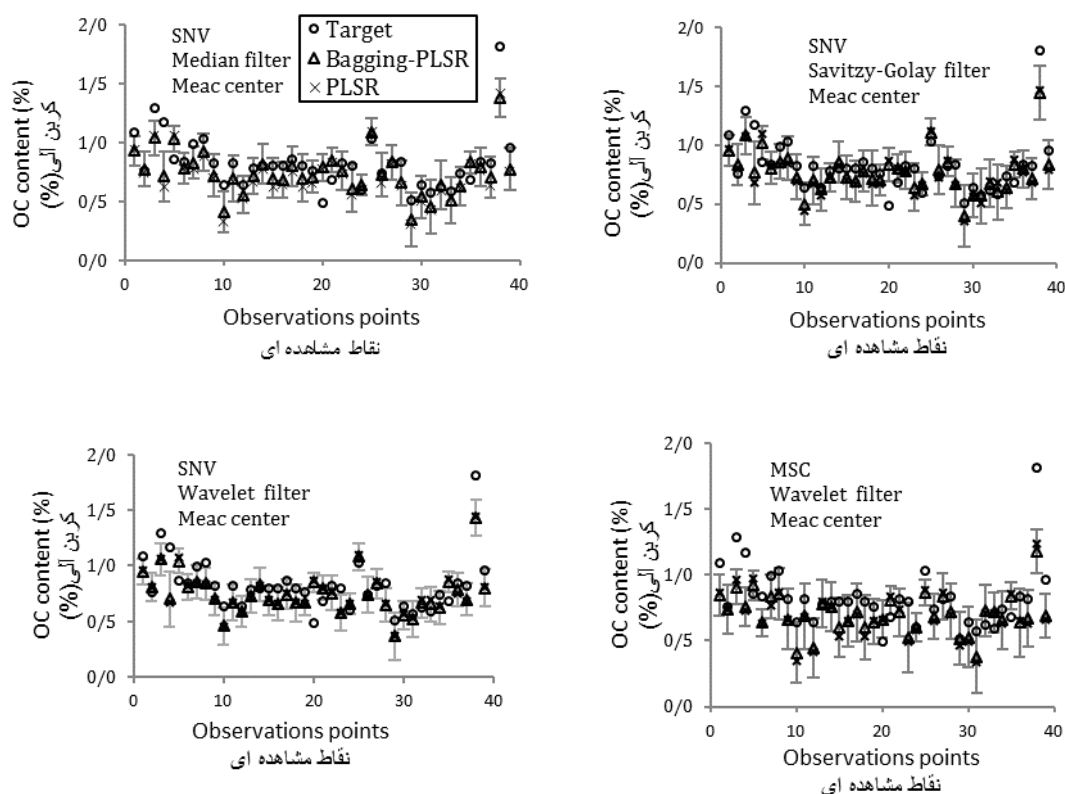 SNV
Median filter
Meac center
Target
Bagging-PLSR
PLSR
OC content (%)
کربن الی(%)
2/0
1/5
1/0
0/5
0/0
0 10 20 30 40
Observations points
نقاط مشاهده ای
SNV
Savitzy-Golay filter
Meac center
OC content (%)
کربن الی(%)
2/0
1/5
1/0
0/5
0/0
0 10 20 30 40
Observations points
نقاط مشاهده ای
SNV
Wavelet filter
Meac center
OC content (%)
کربن الی(%)
2/0
1/5
1/0
0/5
0/0
0 10 20 30 40
Observations points
نقاط مشاهده ای
MSC
Wavelet filter
Meac center
OC content (%)
کربن الی(%)
2/0
1/5
1/0
0/5
0/0
0 10 20 30 40
Observations points
نقاط مشاهده ای